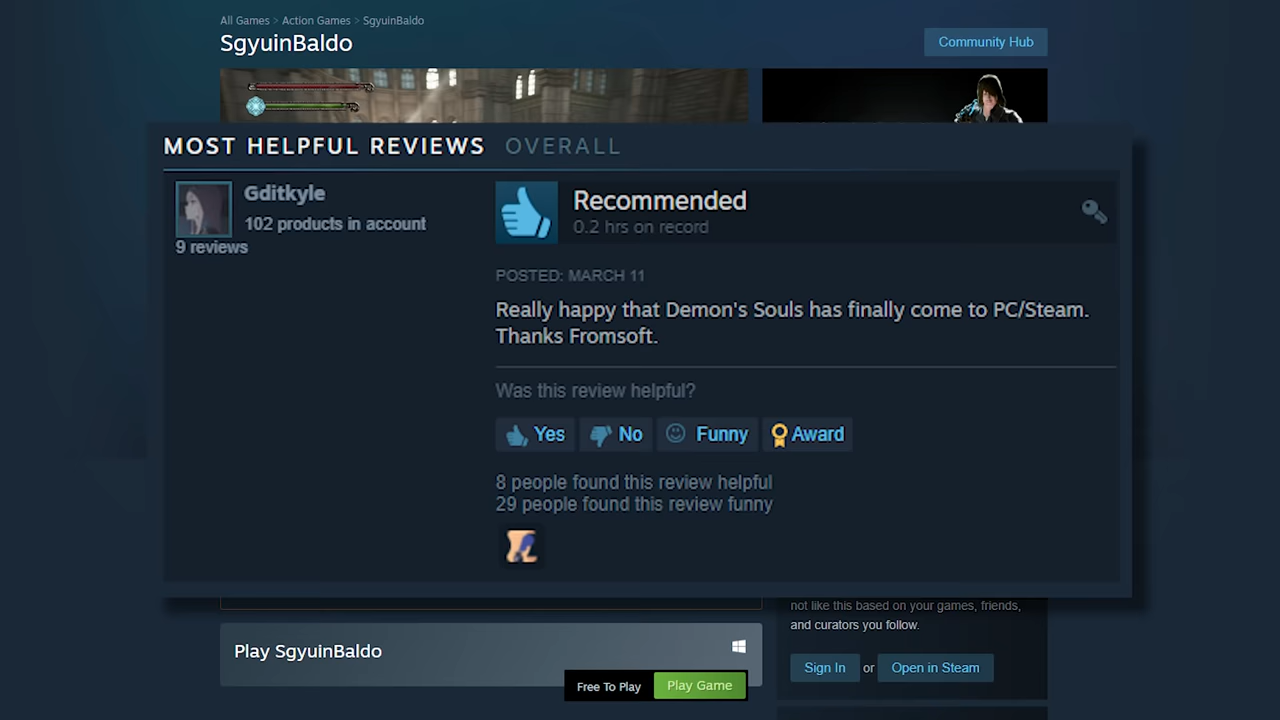 All Games > Action Games > SgyuinBaldo
SgyuinBaldo
Community Hub
MOST HELPFUL REVIEWS OVERALL
Gditkyle
102 products in account
9 reviews
Recommended
0.2 hrs on record
POSTED: MARCH 11
Really happy that Demon's Souls has finally come to PC/Steam.
Thanks Fromsoft.
Was this review helpful?
Yes No Funny Award
8 people found this review helpful
29 people found this review funny
not like this based on your games, friends,
and curators you follow.
Play SgyuinBaldo
Sign In or Open in Steam
Free To Play Play Game